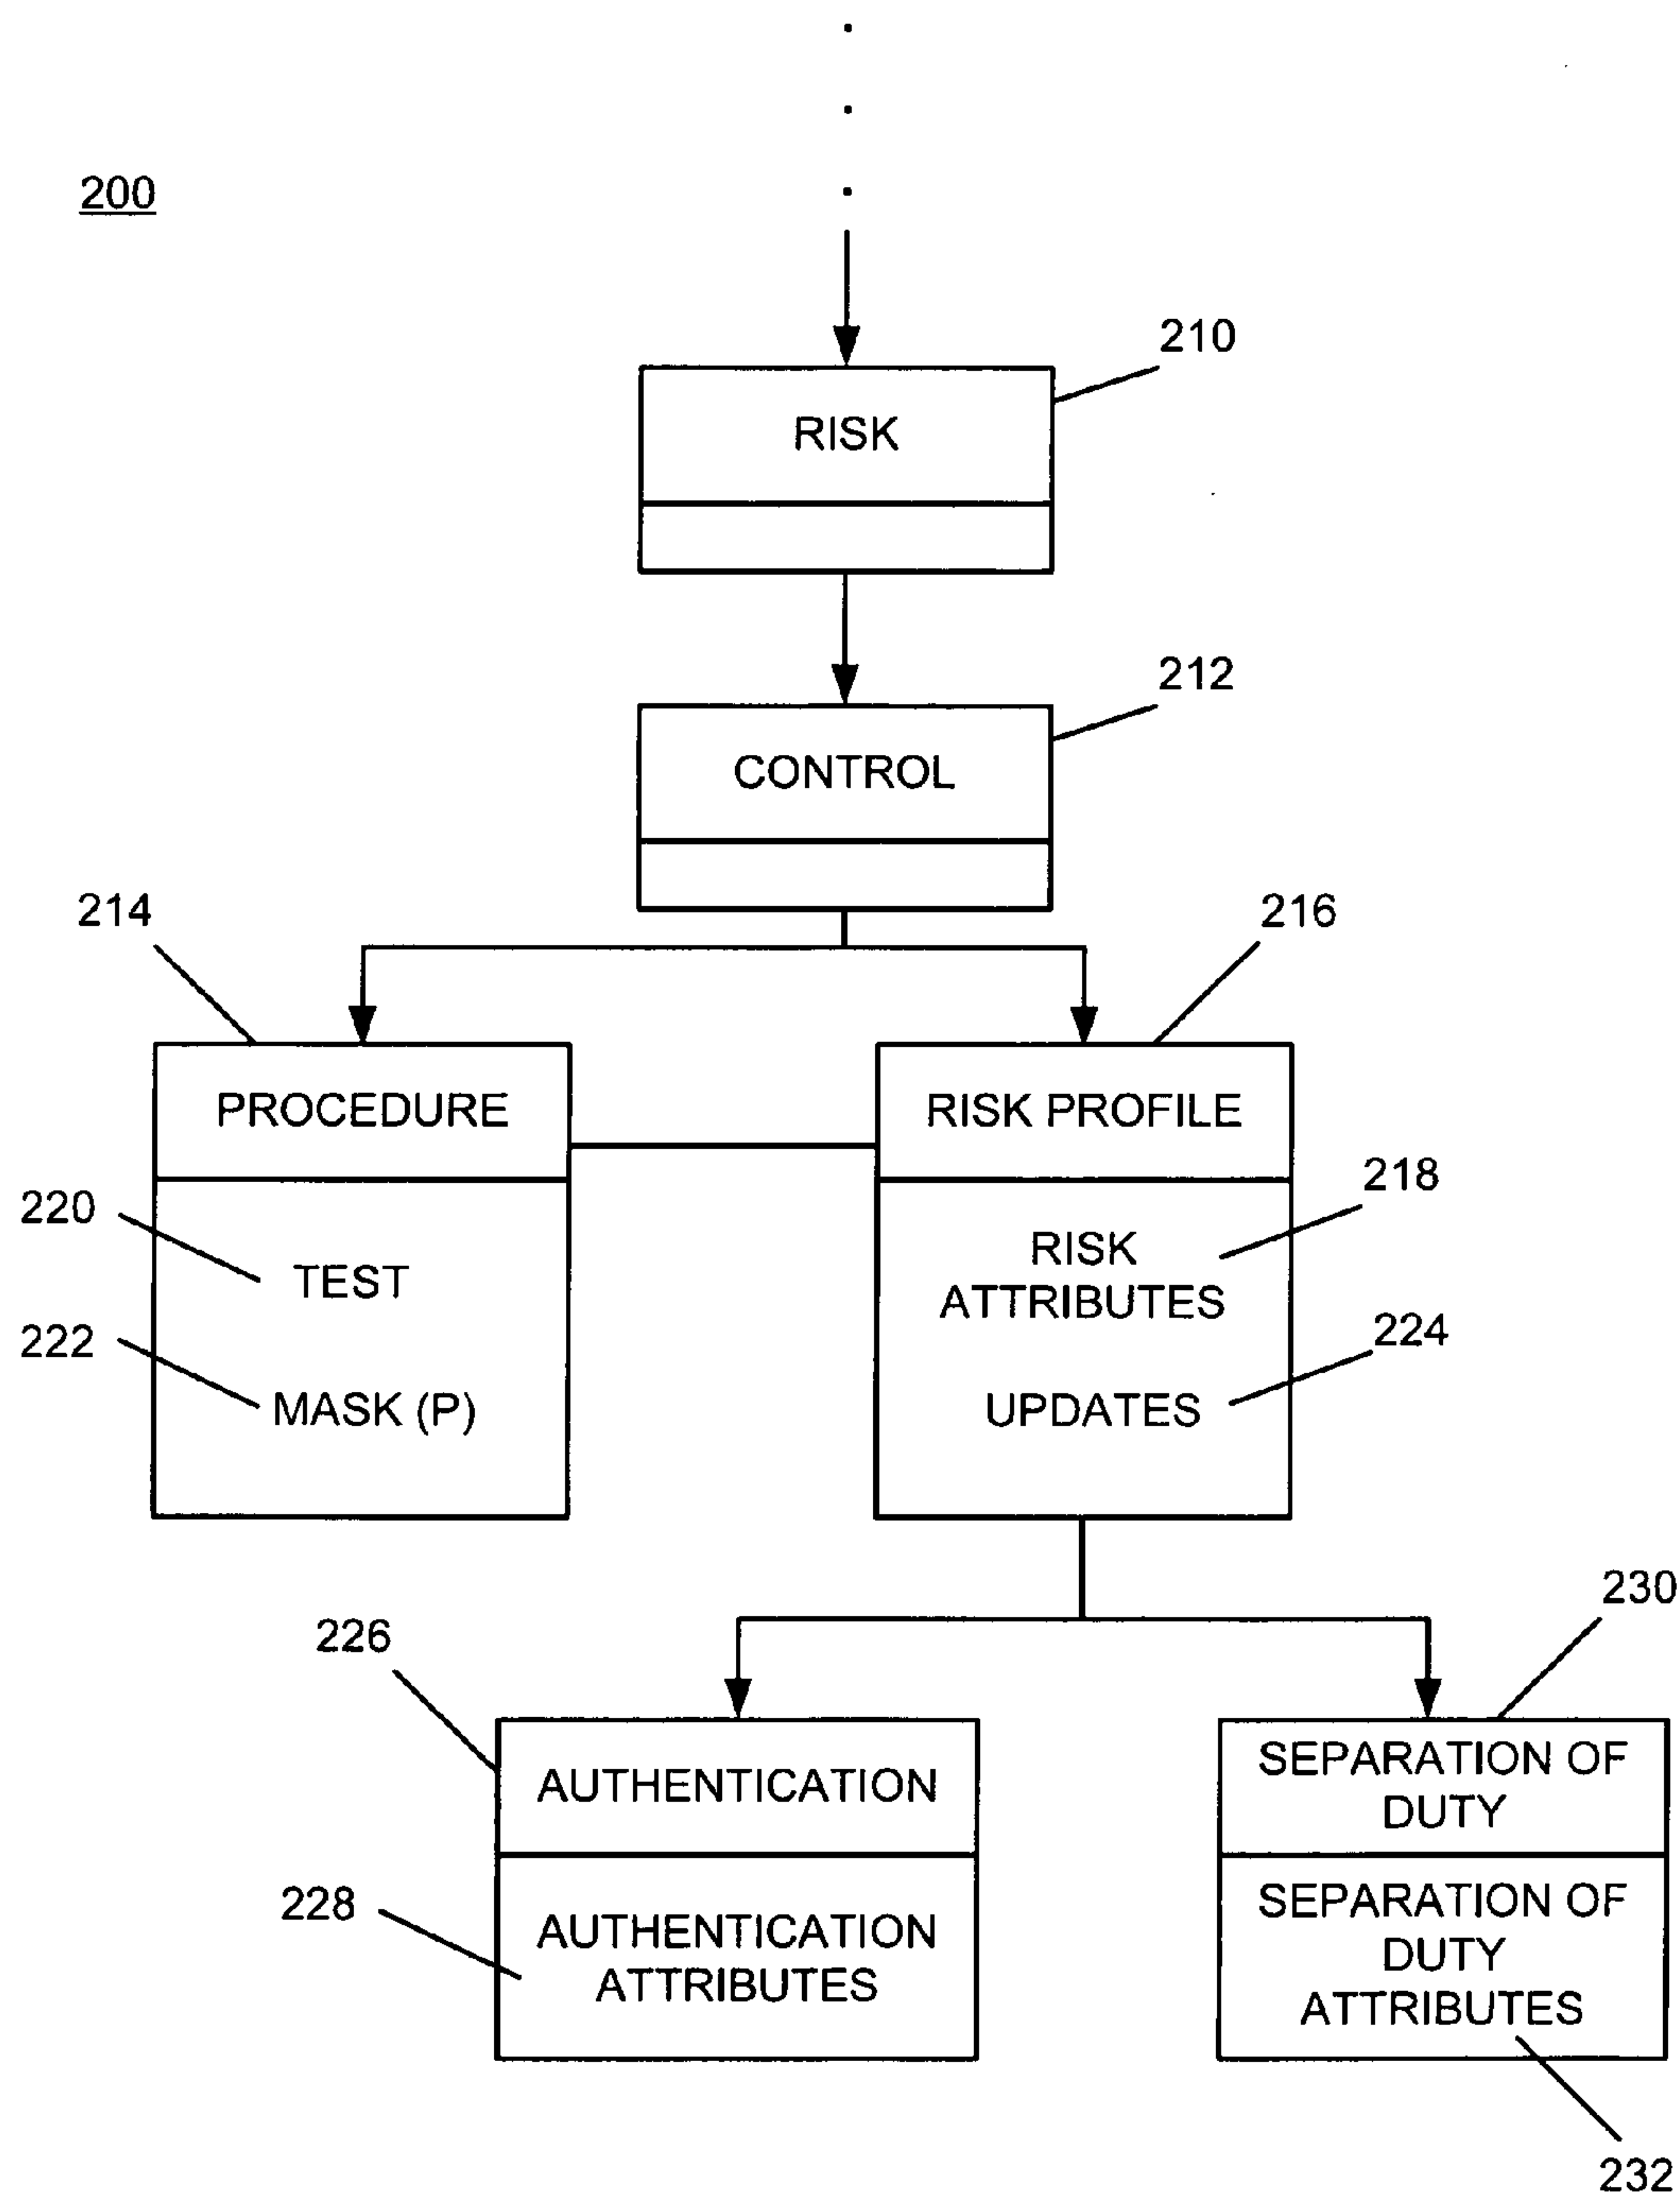 200
210
RISK
212
CONTROL
214
216
PROCEDURE
RISK PROFILE
218
220
RISK
TEST
ATTRIBUTES
224
222
MASK (P)
UPDATES
230
226
SEPARATION OF
AUTHENTICATION
DUTY
228
SEPARATION OF
AUTHENTICATION
DUTY
ATTRIBUTES
ATTRIBUTES
232